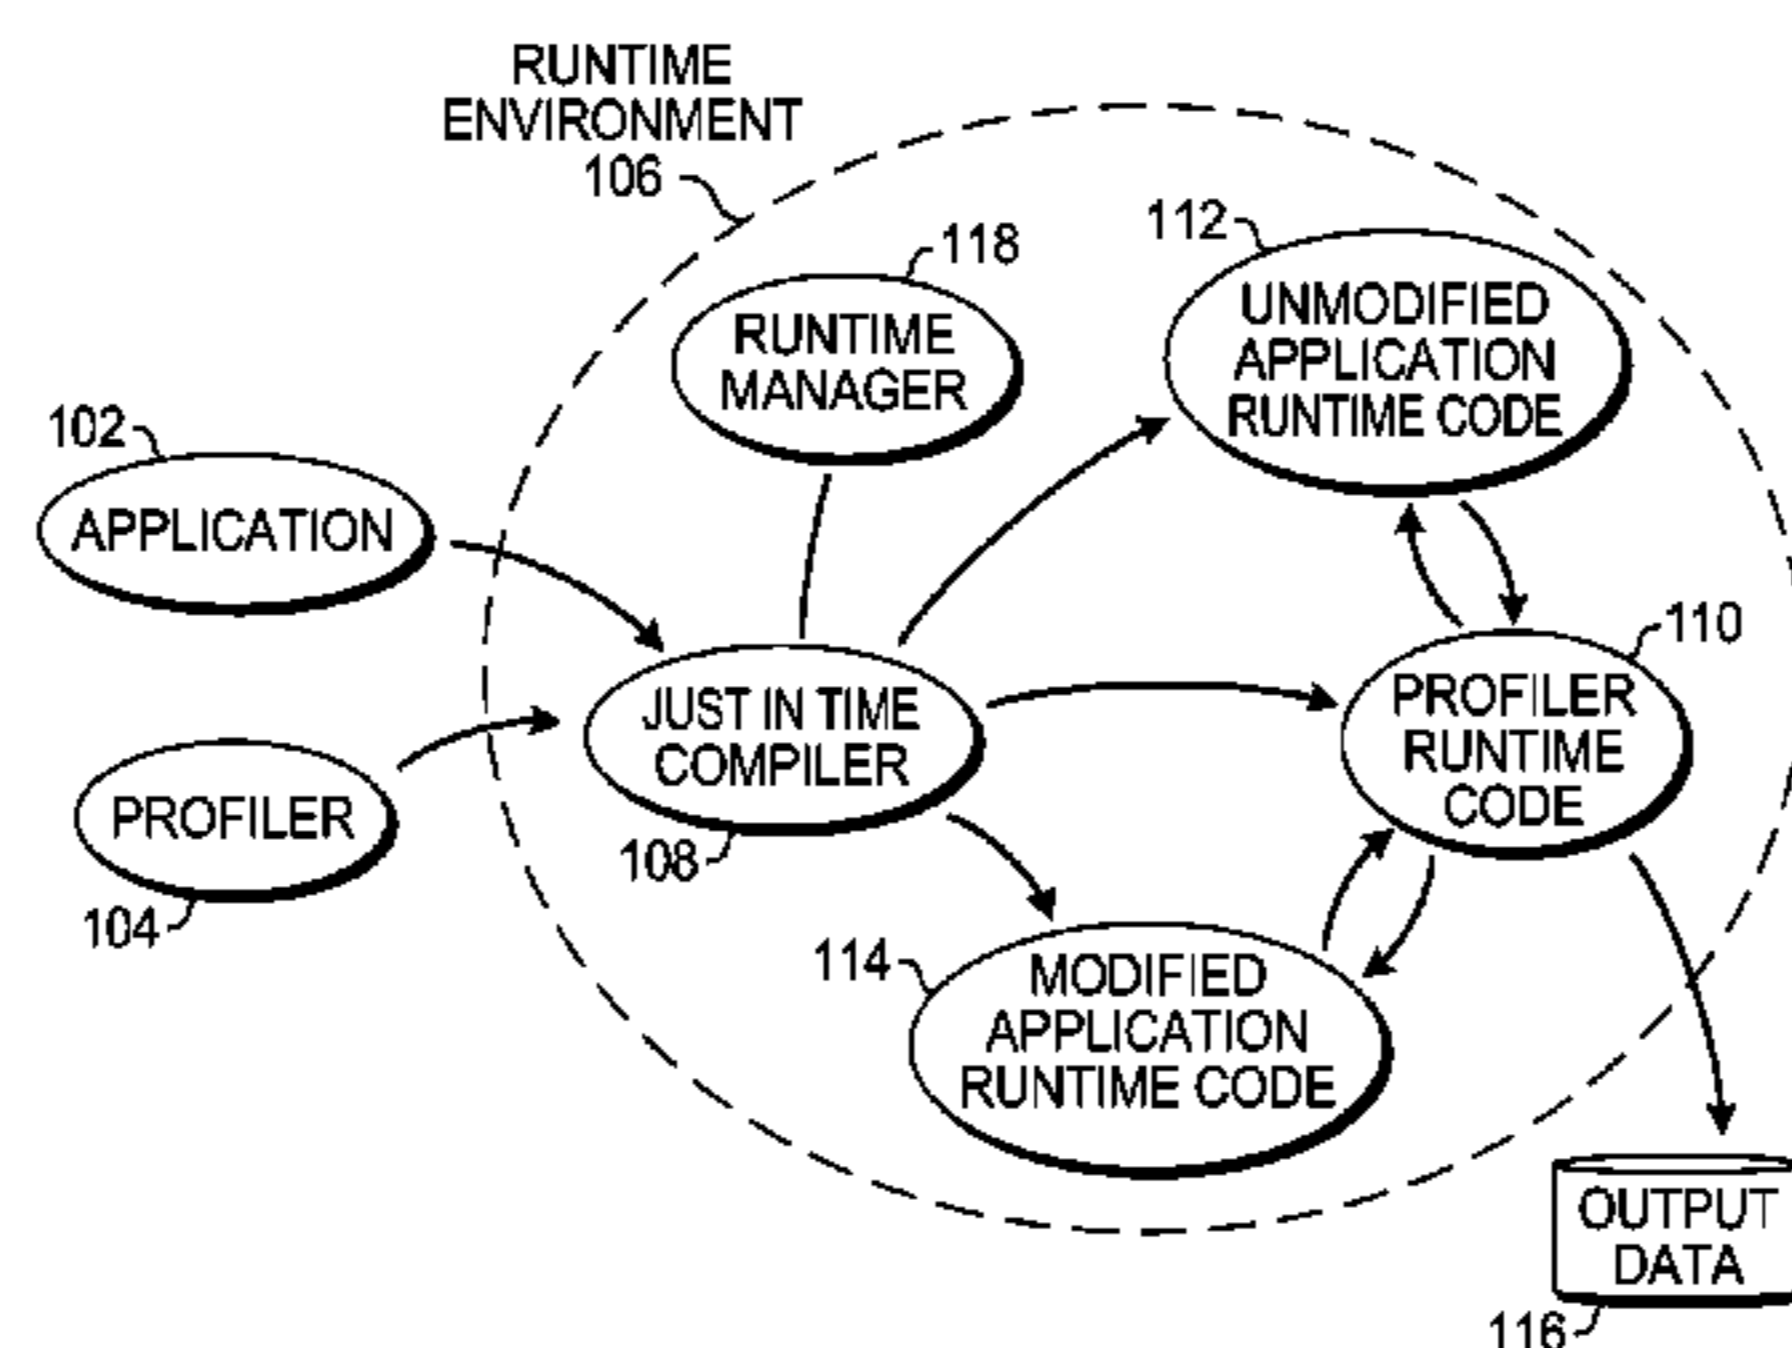 RUNTIME
ENVIRONMENT
106
118
RUNTIME
MANAGER
112
UNMODIFIED
APPLICATION
RUNTIME CODE
102
APPLICATION
110
PROFILER
RUNTIME
CODE
JUST IN TIME
COMPILER
108
PROFILER
104
114
MODIFIED
APPLICATION
RUNTIME CODE
OUTPUT
DATA
116